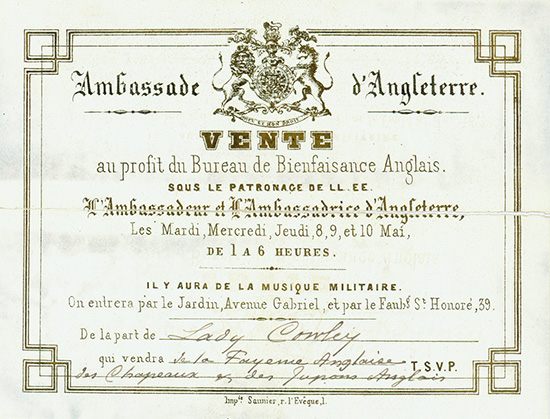 Ambassade d'Angleterre.
VENTE
au profit du Bureau de Bienfaisance Anglais.
SOUS LE PATRONAGE DE LL. EE.
L'Ambassadeur et L'Ambassadrice d'Angleterre,
Les Mardi, Mercredi, Jeudi, 8, 9, et 10 Mai,
DE 1 A 6 HEURES.
IL Y AURA DE LA MUSIQUE MILITAIRE.
On entrera par le Jardin, Avenue Gabriel, et par le Faubg St Honoré, 39.
De la part de Lady Cowley
qui vendra de la Fayence Anglaise T.S.V.P.
des Chapeaux & des Jupons Anglais
Impie Saunier, r. l'Evêque, 1.